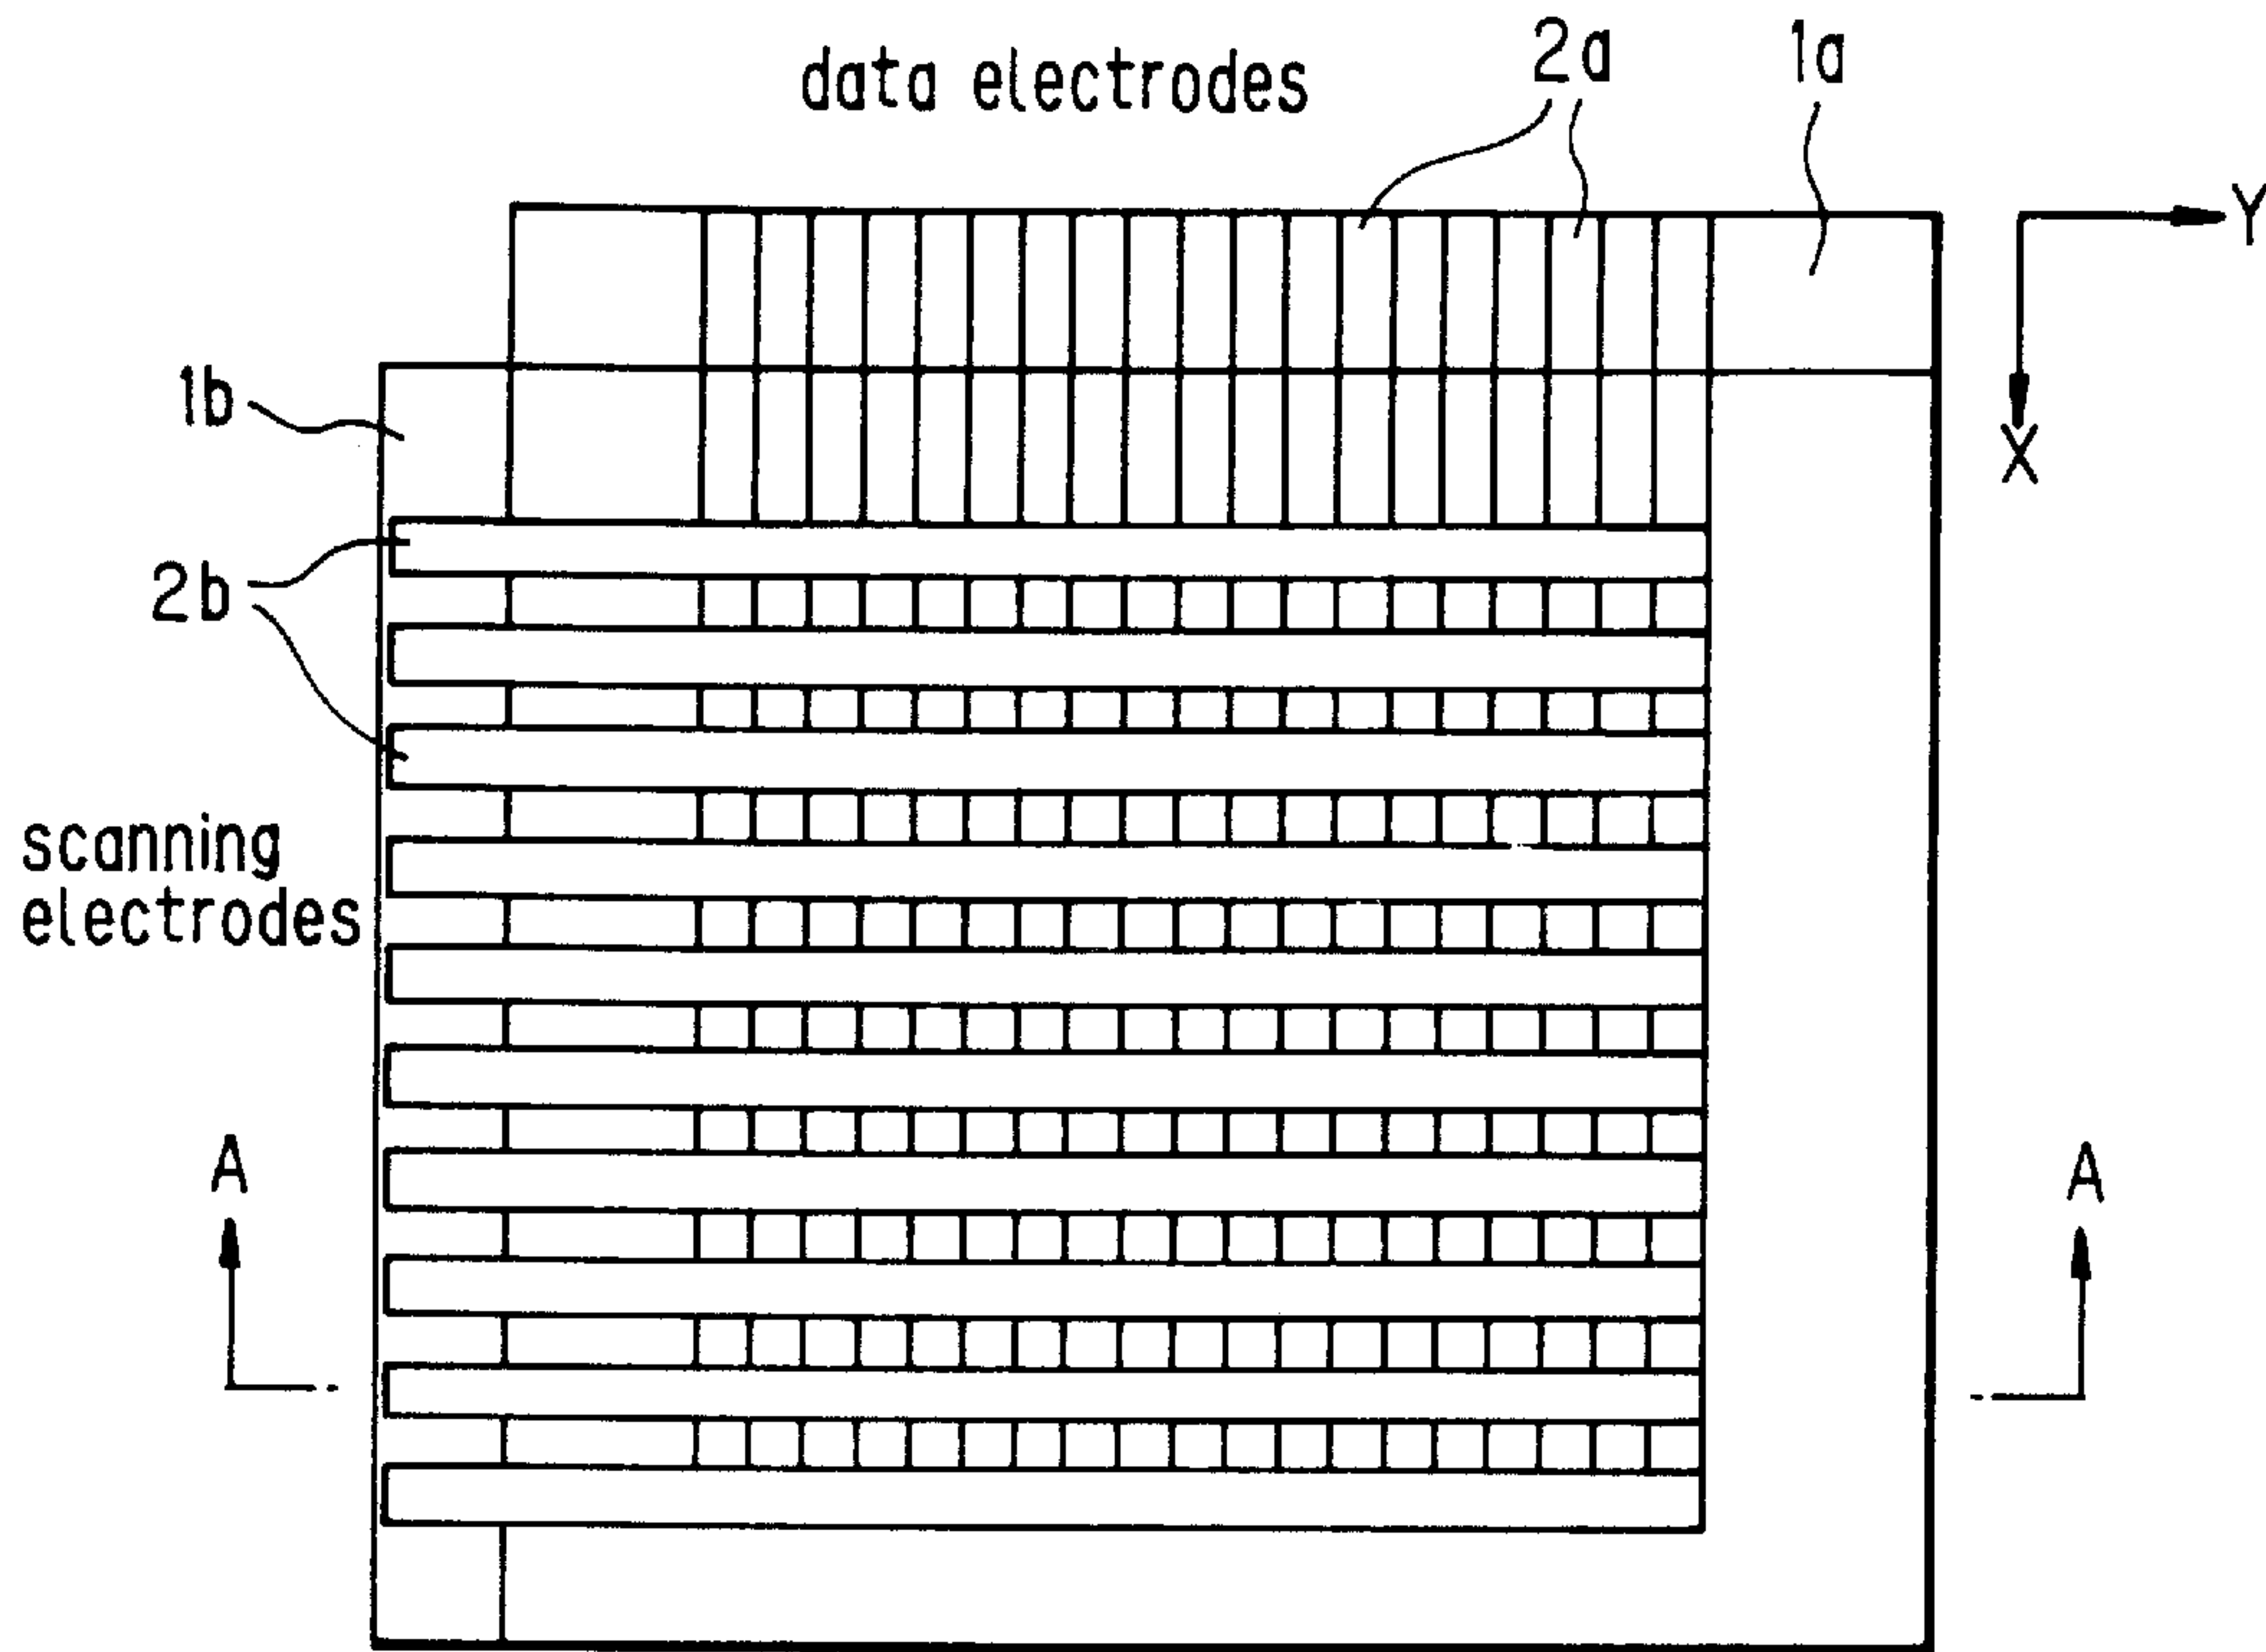 data electrodes
2a
1a
Y
X
1b
2b
scanning
electrodes
A
A